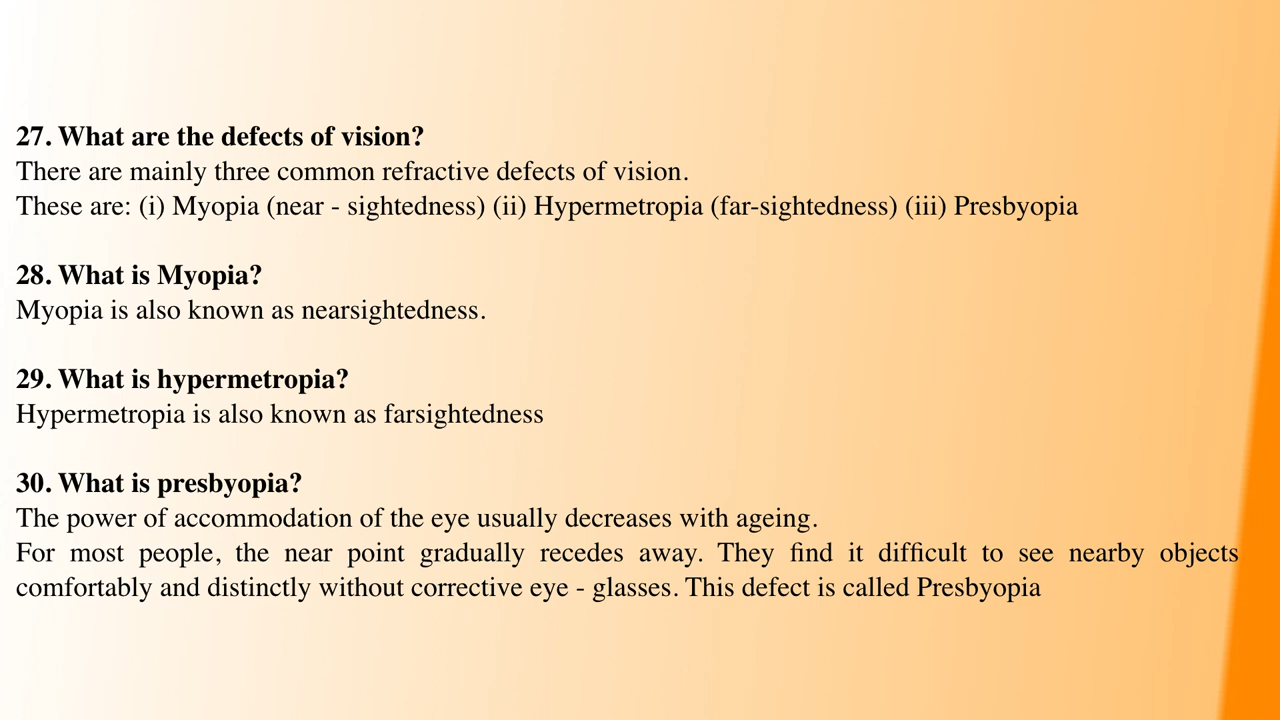 27. What are the defects of vision?
There are mainly three common refractive defects of vision.
These are: (i) Myopia (near - sightedness) (ii) Hypermetropia (far-sightedness) (iii) Presbyopia
28. What is Myopia?
Myopia is also known as nearsightedness.
29. What is hypermetropia?
Hypermetropia is also known as farsightedness
30. What is presbyopia?
The power of accommodation of the eye usually decreases with ageing.
For most people, the near point gradually recedes away. They find it difficult to see nearby objects
comfortably and distinctly without corrective eye - glasses. This defect is called Presbyopia